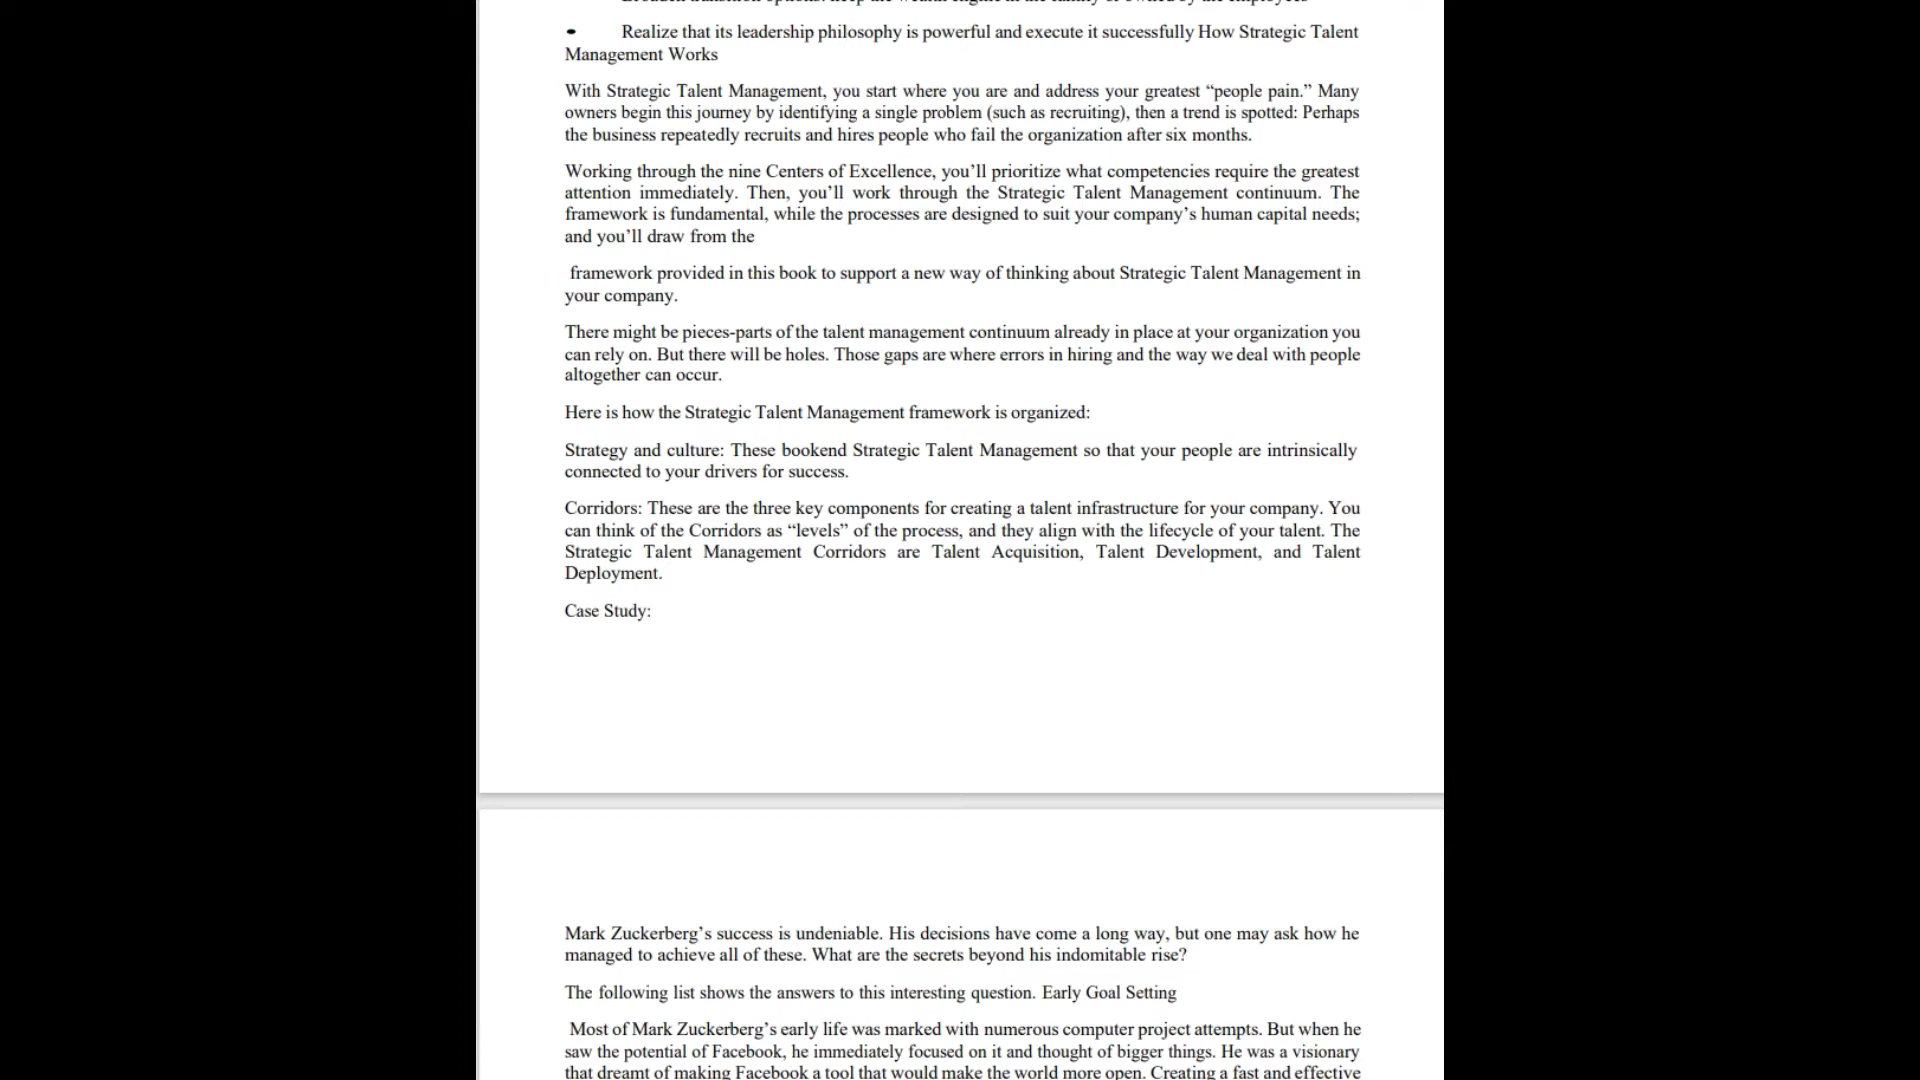 • Realize that its leadership philosophy is powerful and execute it successfully How Strategic Talent
Management Works
With Strategic Talent Management, you start where you are and address your greatest “people pain.” Many
owners begin this journey by identifying a single problem (such as recruiting), then a trend is spotted: Perhaps
the business repeatedly recruits and hires people who fail the organization after six months.
Working through the nine Centers of Excellence, you’ll prioritize what competencies require the greatest
attention immediately. Then, you’ll work through the Strategic Talent Management continuum. The
framework is fundamental, while the processes are designed to suit your company’s human capital needs;
and you’ll draw from the
framework provided in this book to support a new way of thinking about Strategic Talent Management in
your company.
There might be pieces-parts of the talent management continuum already in place at your organization you
can rely on. But there will be holes. Those gaps are where errors in hiring and the way we deal with people
altogether can occur.
Here is how the Strategic Talent Management framework is organized:
Strategy and culture: These bookend Strategic Talent Management so that your people are intrinsically
connected to your drivers for success.
Corridors: These are the three key components for creating a talent infrastructure for your company. You
can think of the Corridors as “levels” of the process, and they align with the lifecycle of your talent. The
Strategic Talent Management Corridors are Talent Acquisition, Talent Development, and Talent
Deployment.
Case Study:
Mark Zuckerberg’s success is undeniable. His decisions have come a long way, but one may ask how he
managed to achieve all of these. What are the secrets beyond his indomitable rise?
The following list shows the answers to this interesting question. Early Goal Setting
Most of Mark Zuckerberg’s early life was marked with numerous computer project attempts. But when he
saw the potential of Facebook, he immediately focused on it and thought of bigger things. He was a visionary
that dreamt of making Facebook a tool that would make the world more open. Creating a fast and effective